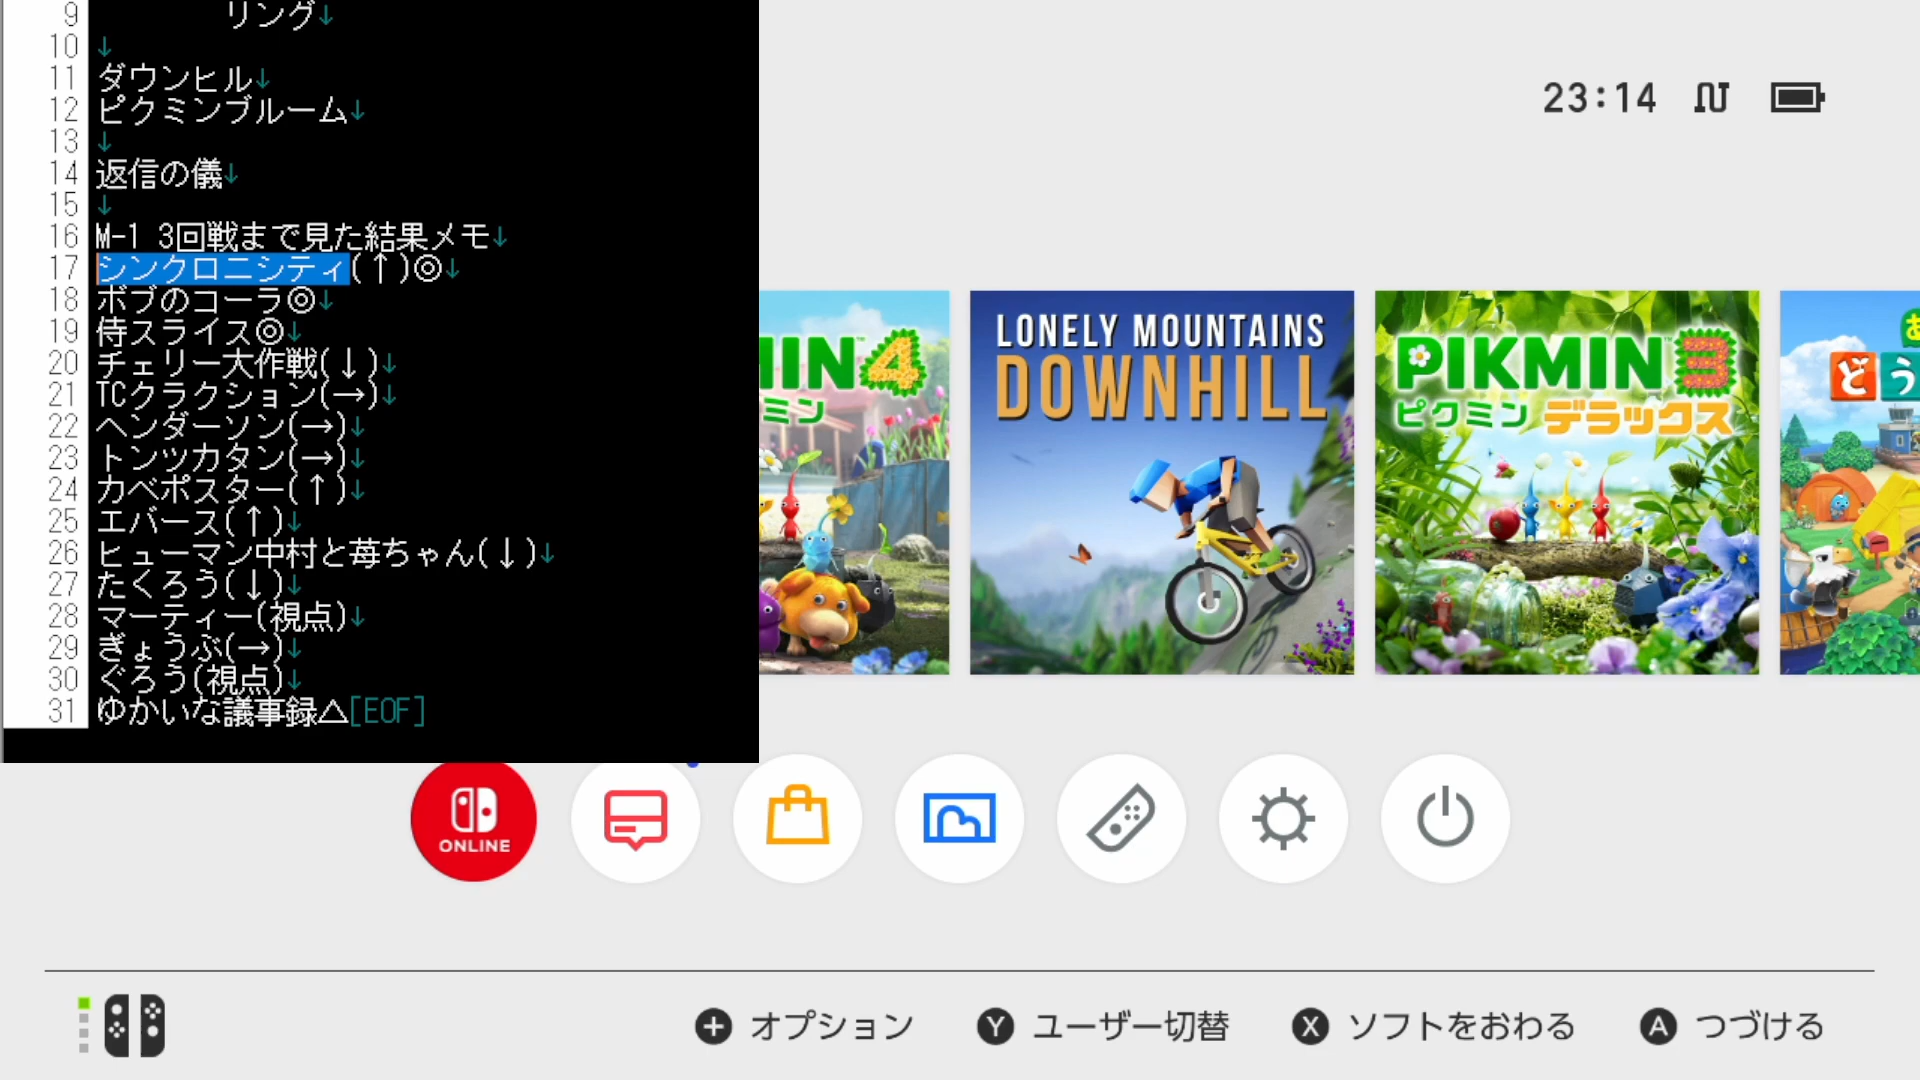 9 リング↓
10 ↓
11 ダウンヒル↓
12 ピクミンブルーム↓
13 ↓
14 返信の儀↓
15 ↓
16 M-1 3回戦まで見た結果メモ↓
17 シンクロニシティ(↑)◎↓
18 ボブのコーラ◎↓
19 侍スライス◎↓
20 チェリー大作戦(↓)↓
21 TCクラクション(→)↓
22 ヘンダーソン(→)↓
23 トンツカタン(→)↓
24 カベポスター(↑)↓
25 エバース(↑)↓
26 ヒューマン中村と苺ちゃん(↓)↓
27 たくろう(↓)↓
28 マーティー(視点)↓
29 ぎょうぶ(→)↓
30 ぐろう(視点)↓
31 ゆかいな議事録△[EOF]
23:14
MIN 4
ミン
LONELY MOUNTAINS
DOWNHILL
PIKMIN 3
ピクミン デラックス
あ
どう
ONLINE
+ オプション
Y ユーザー切替
X ソフトをおわる
A つづける